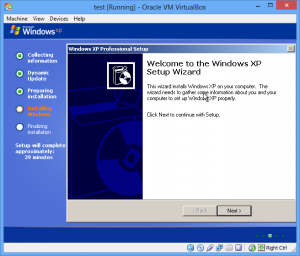 test [Running] - Oracle VM VirtualBox
Machine View Devices Help
Windows xp
Collecting information
Dynamic Update
Preparing installation
Installing Windows
Finalizing installation
Setup will complete approximately:
39 minutes
Windows XP Professional Setup
Welcome to the Windows XP
Setup Wizard
This wizard installs Windows XP on your computer. The
wizard needs to gather some information about you and your
computer to set up Windows XP properly.
Click Next to continue with Setup.
< Back
Next >
Right Ctrl